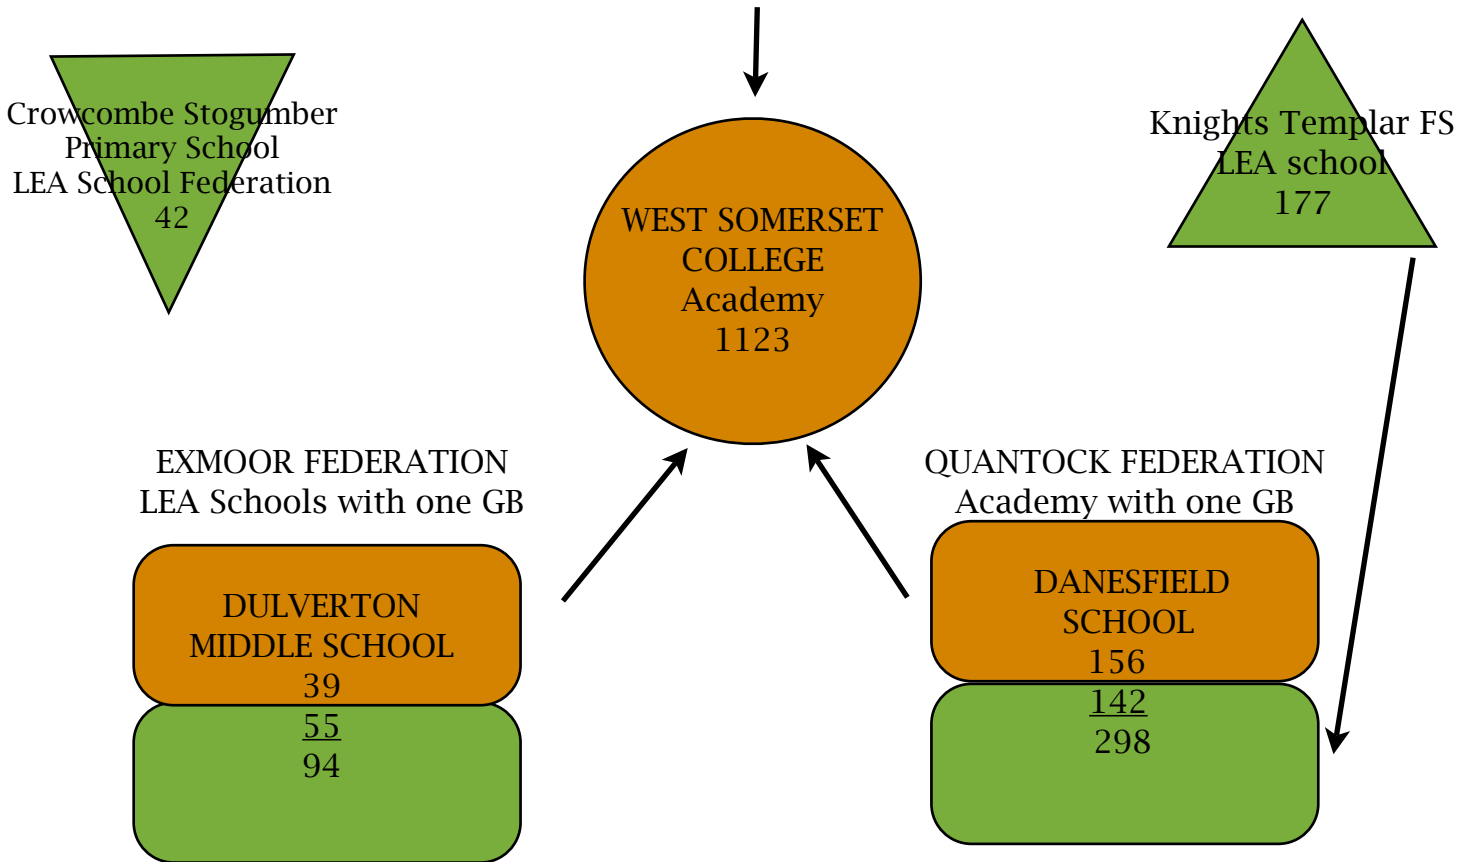 Crowcombe Stogumber
Primary School
LEA School Federation
42
Knights Templar FS
LEA school
177
WEST SOMERSET
COLLEGE
Academy
1123
EXMOOR FEDERATION
LEA Schools with one GB
DULVERTON
MIDDLE SCHOOL
39
55
94
QUANTOCK FEDERATION
Academy with one GB
DANESFIELD
SCHOOL
156
142
298